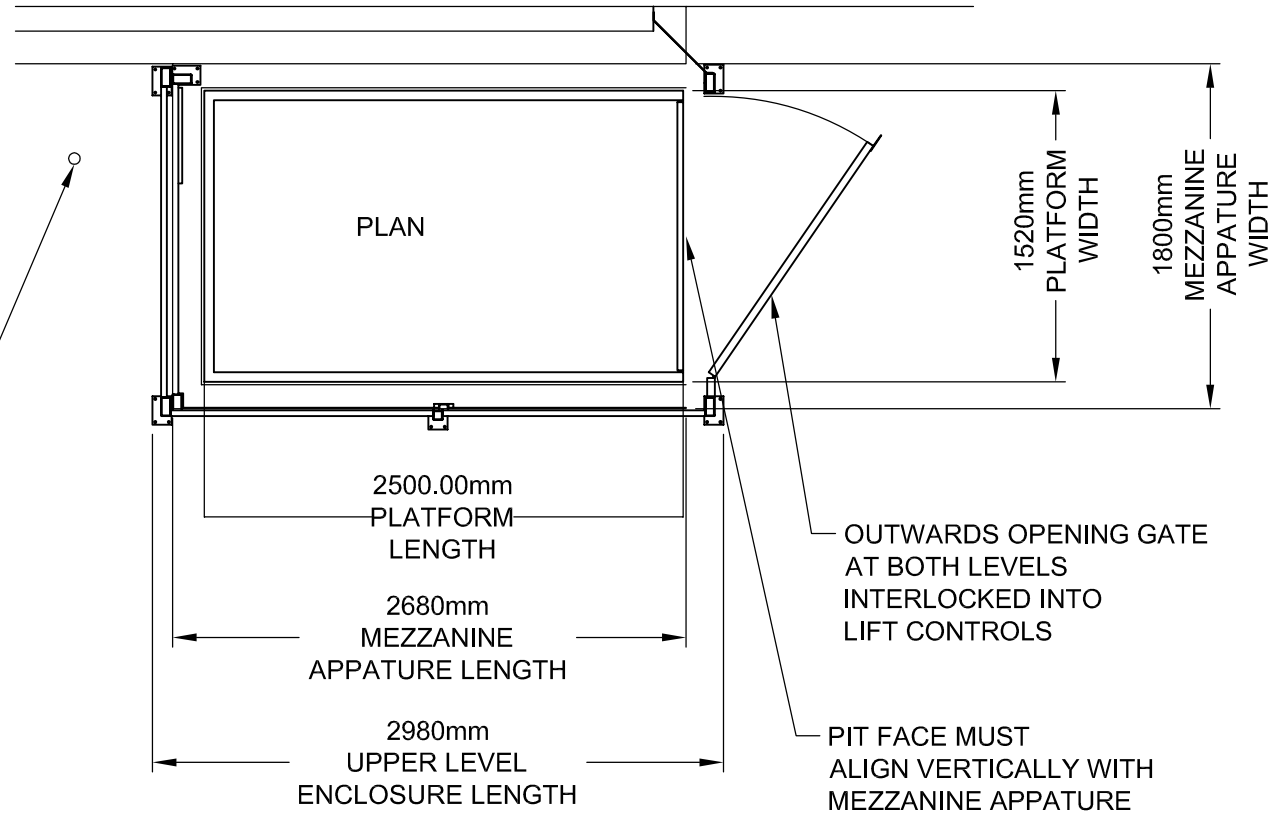 PLAN
1520mm
PLATFORM
WIDTH
1800mm
MEZZANINE
APPATURE
WIDTH
2500.00mm
PLATFORM
LENGTH
2680mm
MEZZANINE
APPATURE LENGTH
2980mm
UPPER LEVEL
ENCLOSURE LENGTH
OUTWARDS OPENING GATE
AT BOTH LEVELS
INTERLOCKED INTO
LIFT CONTROLS
PIT FACE MUST
ALIGN VERTICALLY WITH
MEZZANINE APPATURE